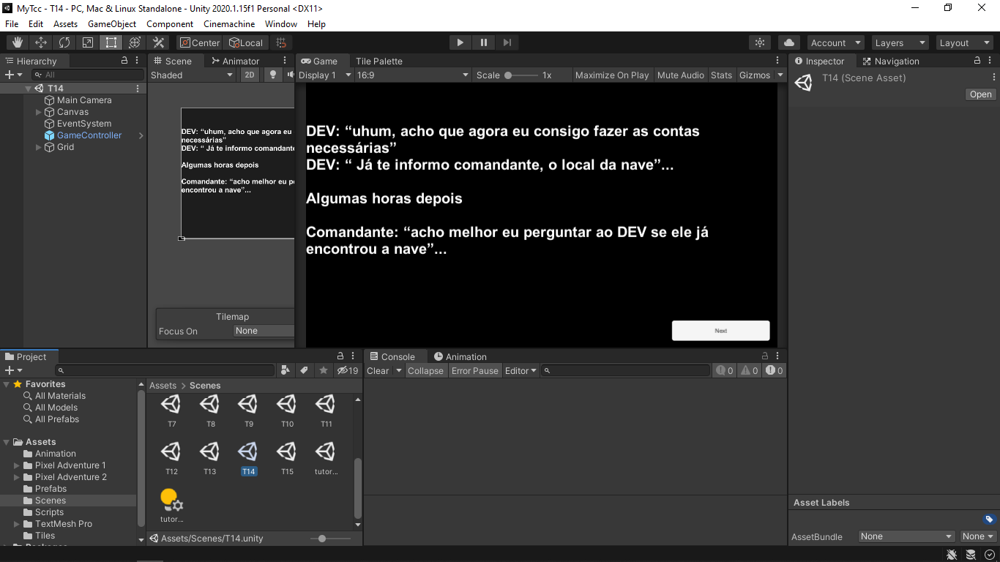 MyTcc - T14 - PC, Mac & Linux Standalone - Unity 2020.1.15f1 Personal <DX11>
File Edit Assets GameObject Component Cinemachine Window Help
Center Local Account Layers Layout
Hierarchy
All
T14
Main Camera
Canvas
EventSystem
GameController
Grid
Scene Animator
Shaded 2D
DEV: “uhum, acho que agora eu
necessárias”
DEV: “ Já te informo comandante
Algumas horas depois
Comandante: “acho melhor eu pe
encontrou a nave”...
Tilemap
Focus On None
Game Tile Palette
Display 1 16:9 Scale 1x Maximize On Play Mute Audio Stats Gizmos
DEV: “uhum, acho que agora eu consigo fazer as contas
necessárias”
DEV: “ Já te informo comandante, o local da nave”...
Algumas horas depois
Comandante: “acho melhor eu perguntar ao DEV se ele já
encontrou a nave”...
Next
Inspector Navigation
T14 (Scene Asset)
Open
Project
19
Favorites
All Materials
All Models
All Prefabs
Assets
Animation
Pixel Adventure 1
Pixel Adventure 2
Prefabs
Scenes
Scripts
TextMesh Pro
Tiles
Assets > Scenes
T7 T8 T9 T10 T11
T12 T13 T14 T15 tutor...
tutor...
Assets/Scenes/T14.unity
Console Animation
Clear Collapse Error Pause Editor 0 0 0
Asset Labels
AssetBundle None None